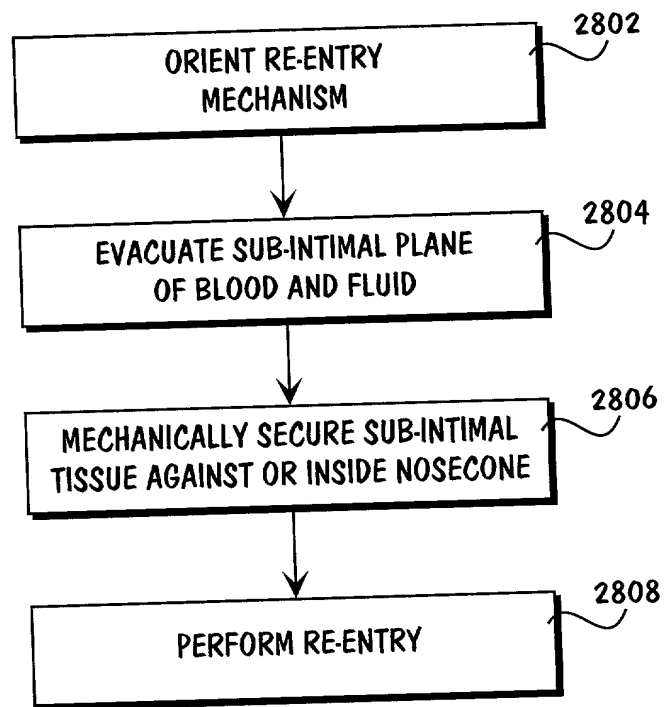 2802
ORIENT RE-ENTRY
MECHANISM
2804
EVACUATE SUB-INTIMAL PLANE
OF BLOOD AND FLUID
2806
MECHANICALLY SECURE SUB-INTIMAL
TISSUE AGAINST OR INSIDE NOSECONE
2808
PERFORM RE-ENTRY